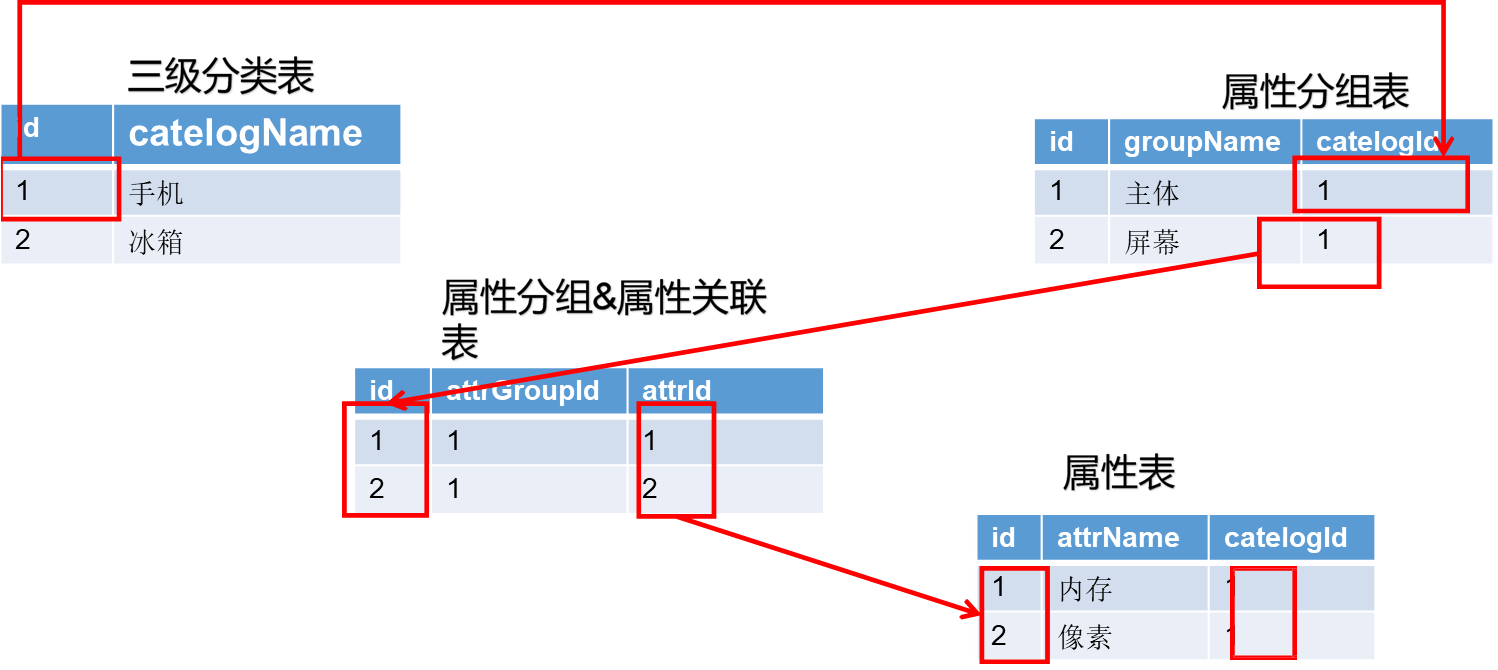 三级分类表
id catelogName
1 手机
2 冰箱
属性分组表
id groupName catelogId
1 主体 1
2 屏幕 1
属性分组&属性关联
表
id attrGroupId attrId
1 1 1
2 1 2
属性表
id attrName catelogId
1 内存 1
2 像素 1